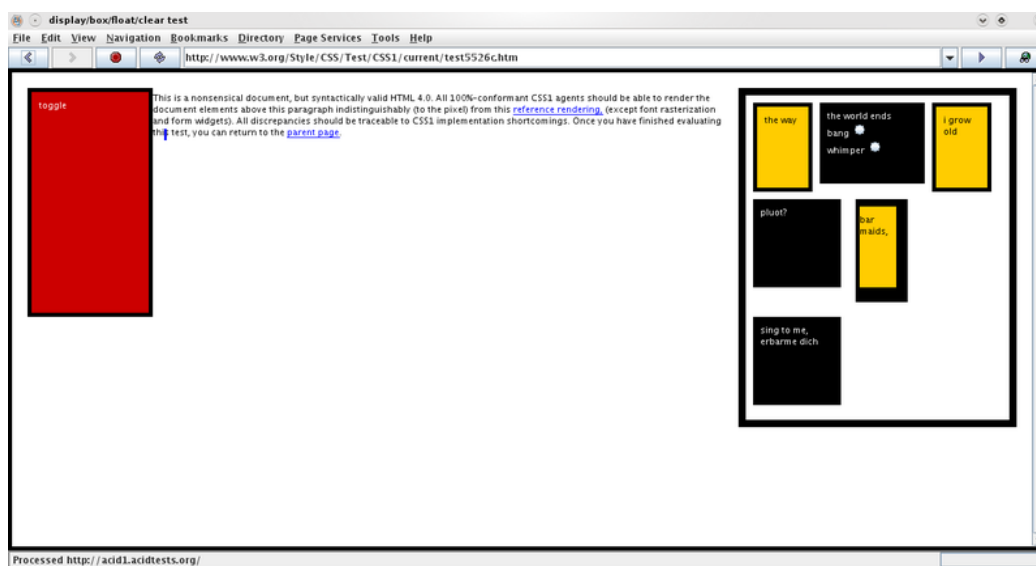 display/box/float/clear test
File Edit View Navigation Bookmarks Directory Page Services Tools Help
http://www.w3.org/Style/CSS/Test/CSS1/current/test5526c.htm
toggle
This is a nonsensical document, but syntactically valid HTML 4.0. All 100%-conformant CSS1 agents should be able to render the
document elements above this paragraph indistinguishably (to the pixel) from this reference rendering, (except font rasterization
and form widgets). All discrepancies should be traceable to CSS1 implementation shortcomings. Once you have finished evaluating
this test, you can return to the parent page.
the way
the world ends
bang
whimper
i grow
old
pluot?
bar
maids,
sing to me,
erbarme dich
Processed http://acid1.acidtests.org/